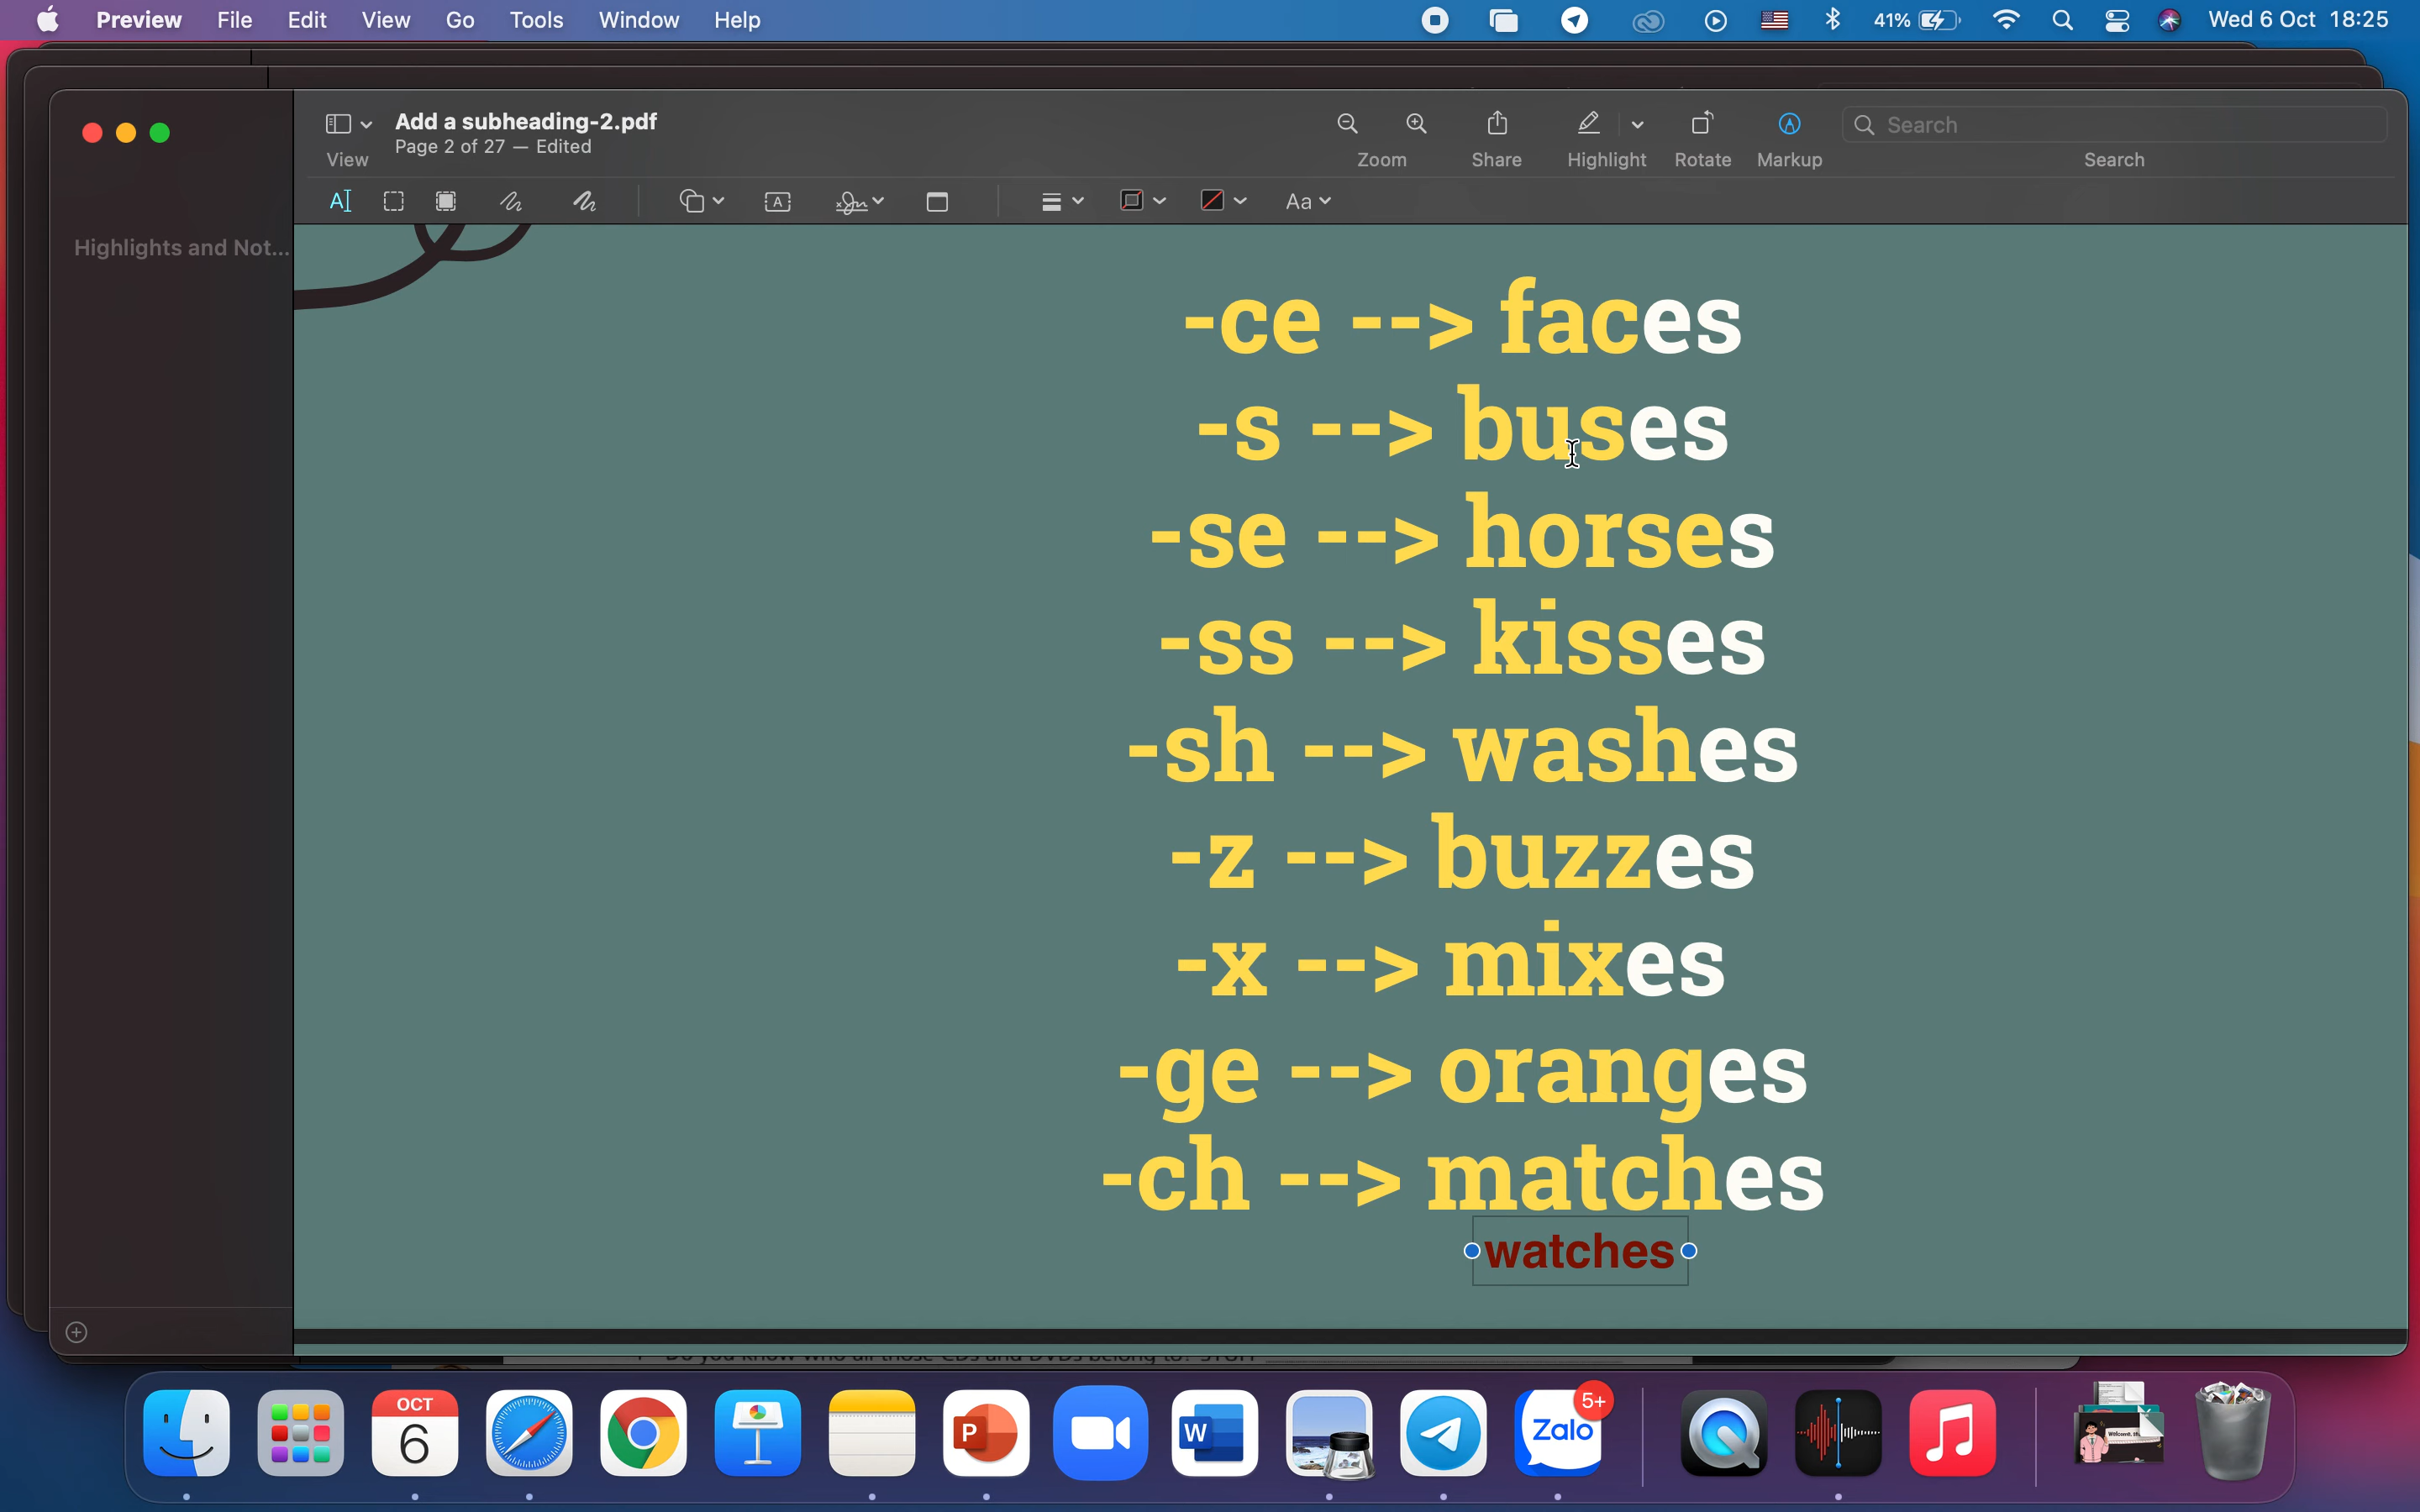 Preview File Edit View Go Tools Window Help 41% Wed 6 Oct 18:25
Add a subheading-2.pdf
Page 2 of 27 — Edited
View Zoom Share Highlight Rotate Markup Search
Search
A A Aa
Highlights and Not...
-ce --> faces
-s --> buses
-se --> horses
-ss --> kisses
-sh --> washes
-z --> buzzes
-x --> mixes
-ge --> oranges
-ch --> matches
watches
OCT
6
P
W
Zalo
5+